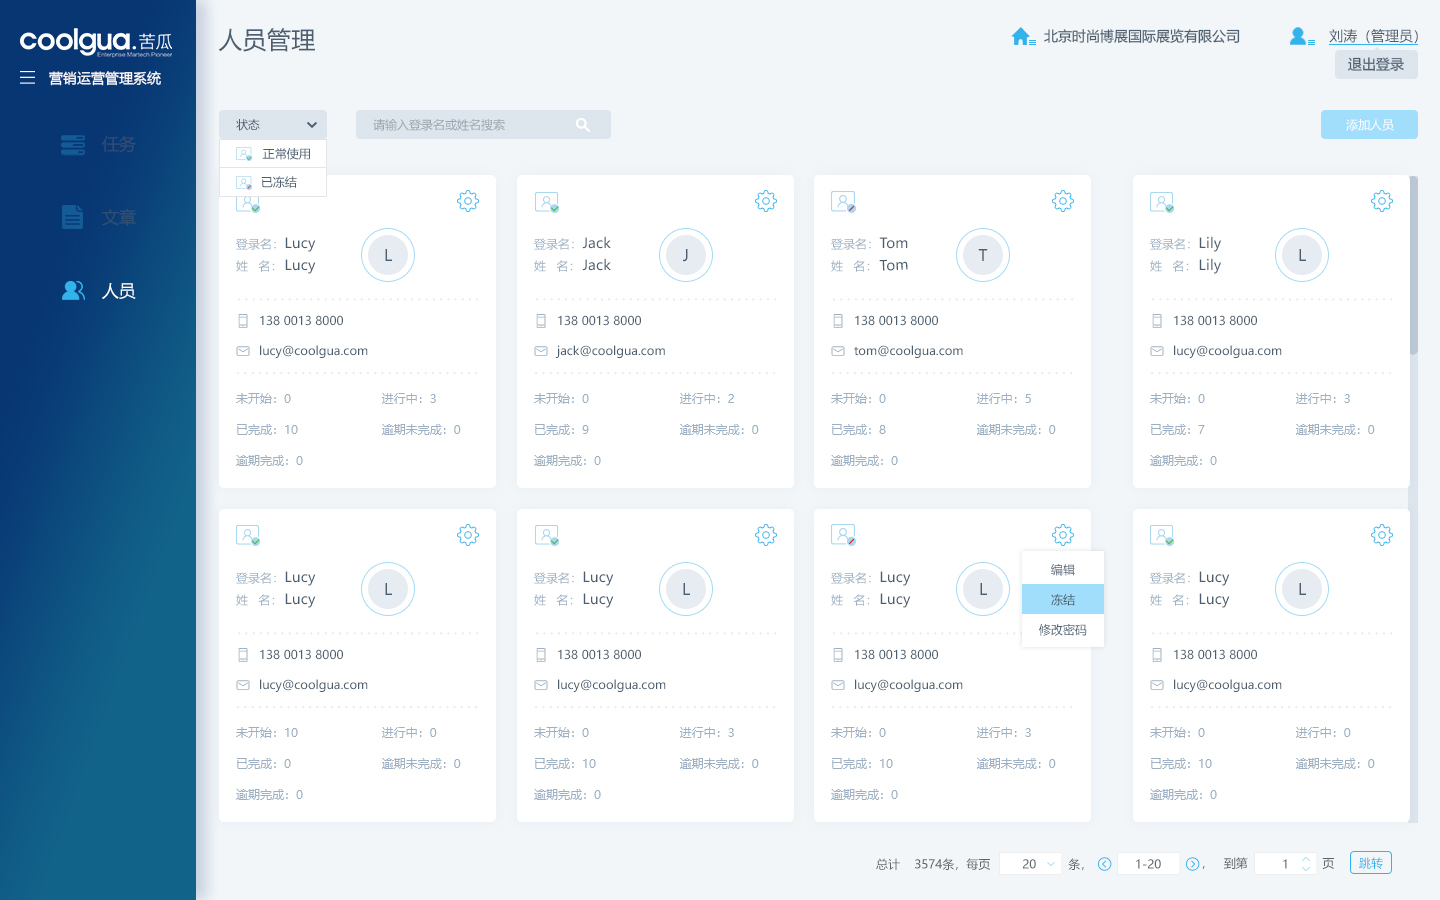 coolgua.苦瓜
Enterprise Martech Pioneer
营销运营管理系统
任务
文章
人员
人员管理
北京时尚博展国际展览有限公司
刘涛（管理员）
退出登录
状态
请输入登录名或姓名搜索
添加人员
正常使用
已冻结
登录名：Lucy
姓 名：Lucy
L
138 0013 8000
lucy@coolgua.com
未开始：0 进行中：3
已完成：10 逾期未完成：0
逾期完成：0
登录名：Jack
姓 名：Jack
J
138 0013 8000
jack@coolgua.com
未开始：0 进行中：2
已完成：9 逾期未完成：0
逾期完成：0
登录名：Tom
姓 名：Tom
T
138 0013 8000
tom@coolgua.com
未开始：0 进行中：5
已完成：8 逾期未完成：0
逾期完成：0
登录名：Lily
姓 名：Lily
L
138 0013 8000
lucy@coolgua.com
未开始：0 进行中：3
已完成：7 逾期未完成：0
逾期完成：0
登录名：Lucy
姓 名：Lucy
L
138 0013 8000
lucy@coolgua.com
未开始：10 进行中：0
已完成：0 逾期未完成：0
逾期完成：0
登录名：Lucy
姓 名：Lucy
L
138 0013 8000
lucy@coolgua.com
未开始：0 进行中：3
已完成：10 逾期未完成：0
逾期完成：0
登录名：Lucy
姓 名：Lucy
L
编辑
冻结
修改密码
138 0013 8000
lucy@coolgua.com
未开始：0 进行中：3
已完成：10 逾期未完成：0
逾期完成：0
登录名：Lucy
姓 名：Lucy
L
138 0013 8000
lucy@coolgua.com
未开始：0 进行中：0
已完成：10 逾期未完成：0
逾期完成：0
总计 3574条，每页 20 条， 1-20 ， 到第 1 页 跳转